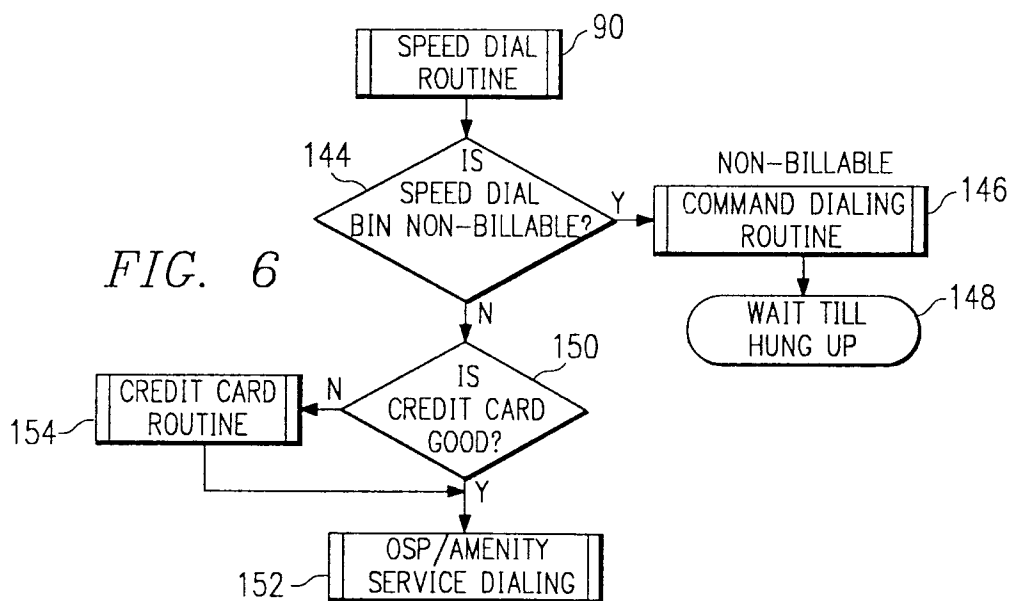 SPEED DIAL
ROUTINE
90
144
IS
SPEED DIAL
BIN NON-BILLABLE?
Y
NON-BILLABLE
COMMAND DIALING
ROUTINE
146
FIG. 6
WAIT TILL
HUNG UP
148
N
150
IS
CREDIT CARD
GOOD?
N
CREDIT CARD
ROUTINE
154
Y
OSP/AMENITY
SERVICE DIALING
152